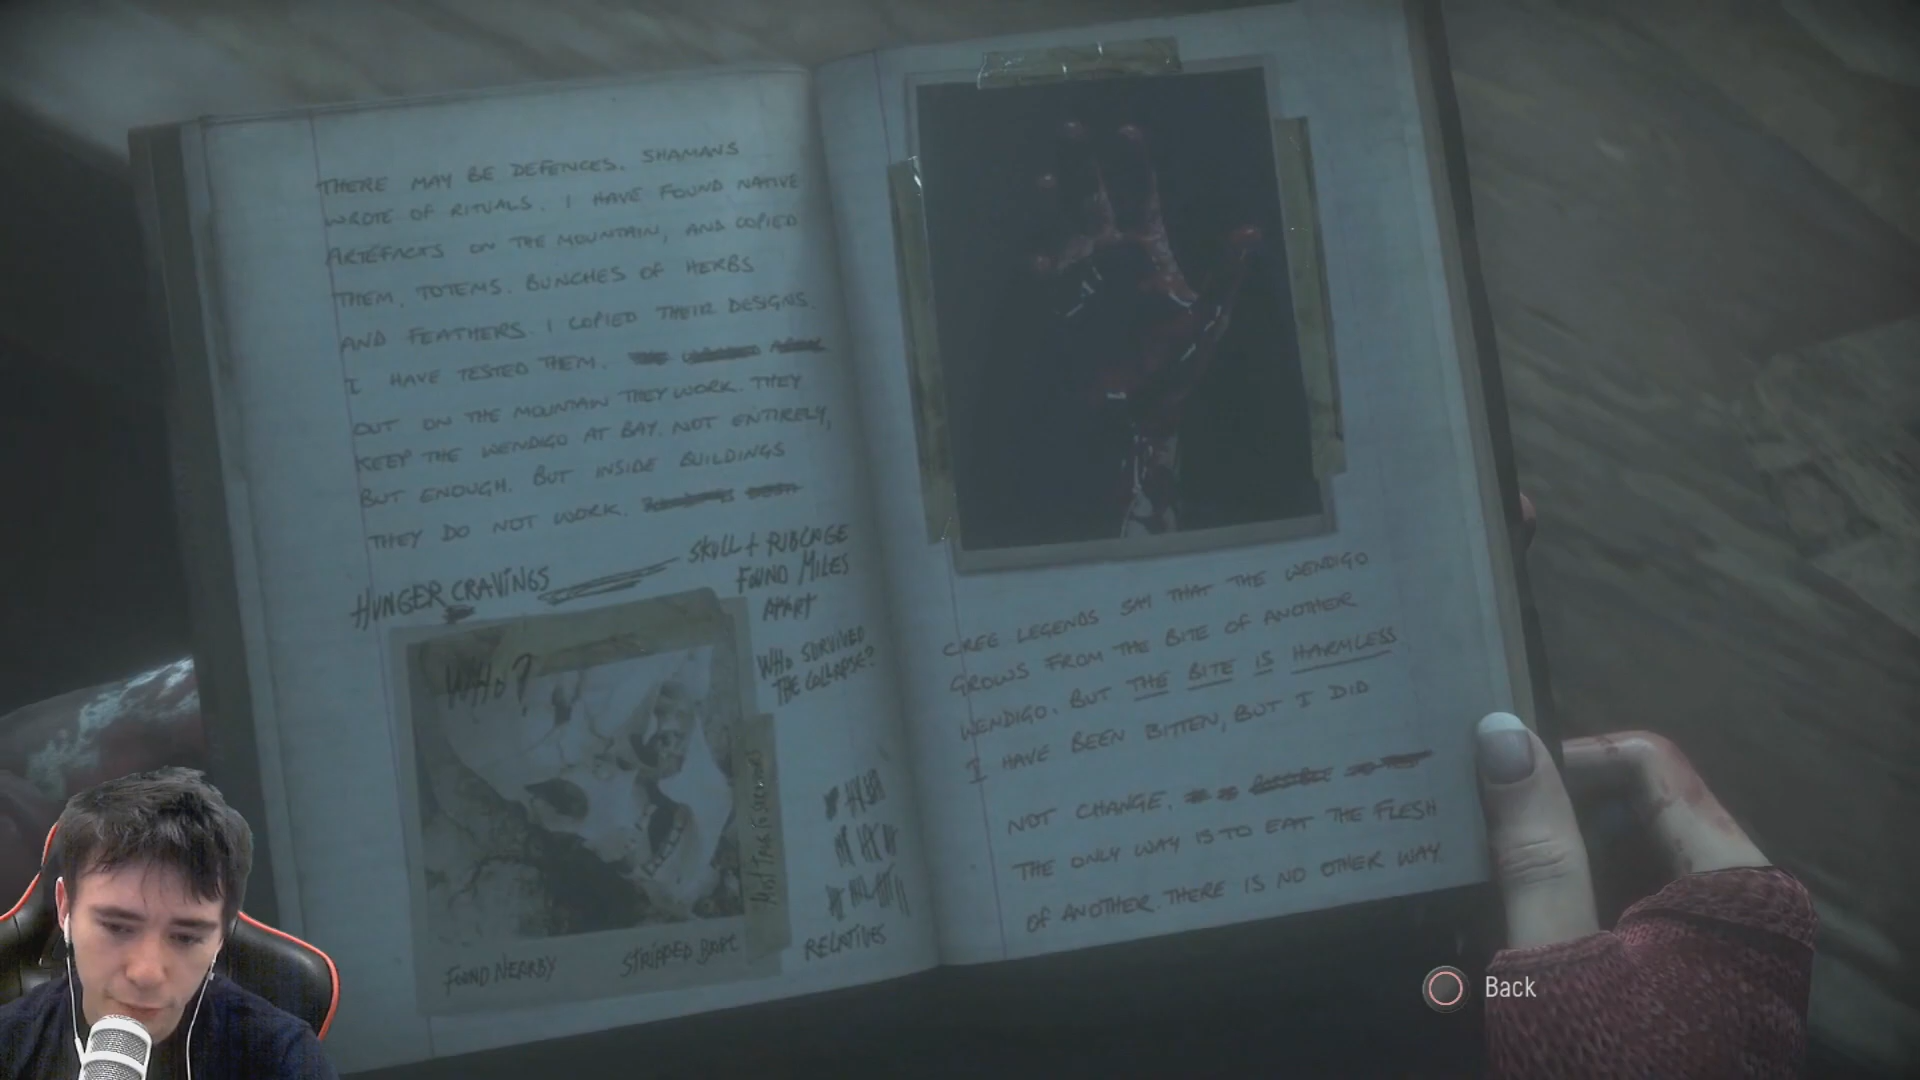 THERE MAY BE DEFENCES. SHAMANS
WROTE OF RITUALS. I HAVE FOUND NATIVE
ARTEFACTS ON THE MOUNTAIN, AND COPIED
THEM. TOTEMS. BUNCHES OF HERBS
AND FEATHERS. I COPIED THEIR DESIGNS.
I HAVE TESTED THEM.
OUT ON THE MOUNTAIN THEY WORK. THEY
KEEP THE WENDIGO AT BAY. NOT ENTIRELY,
BUT ENOUGH. BUT INSIDE BUILDINGS
THEY DO NOT WORK.
HUNGER CRAVINGS
SKULL + RIBCAGE
FOUND MILES
APART
WHO SURVIVED
THE COLLAPSE?
WHO?
FOUND NEARBY
STRIPPED BARE
RELATIVES
CREE LEGENDS SAY THAT THE WENDIGO
GROWS FROM THE BITE OF ANOTHER
WENDIGO. BUT THE BITE IS HARMLESS
I HAVE BEEN BITTEN, BUT I DID
NOT CHANGE.
THE ONLY WAY IS TO EAT THE FLESH
OF ANOTHER. THERE IS NO OTHER WAY.
Back